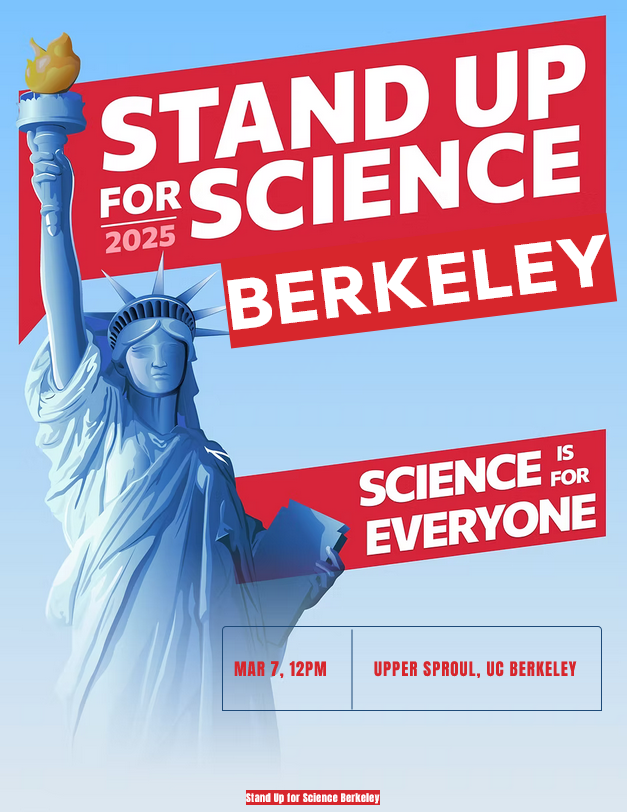 STAND UP
FOR SCIENCE
2025
BERKELEY
SCIENCE IS FOR
EVERYONE
MAR 7, 12PM
UPPER SPROUL, UC BERKELEY
Stand Up for Science Berkeley